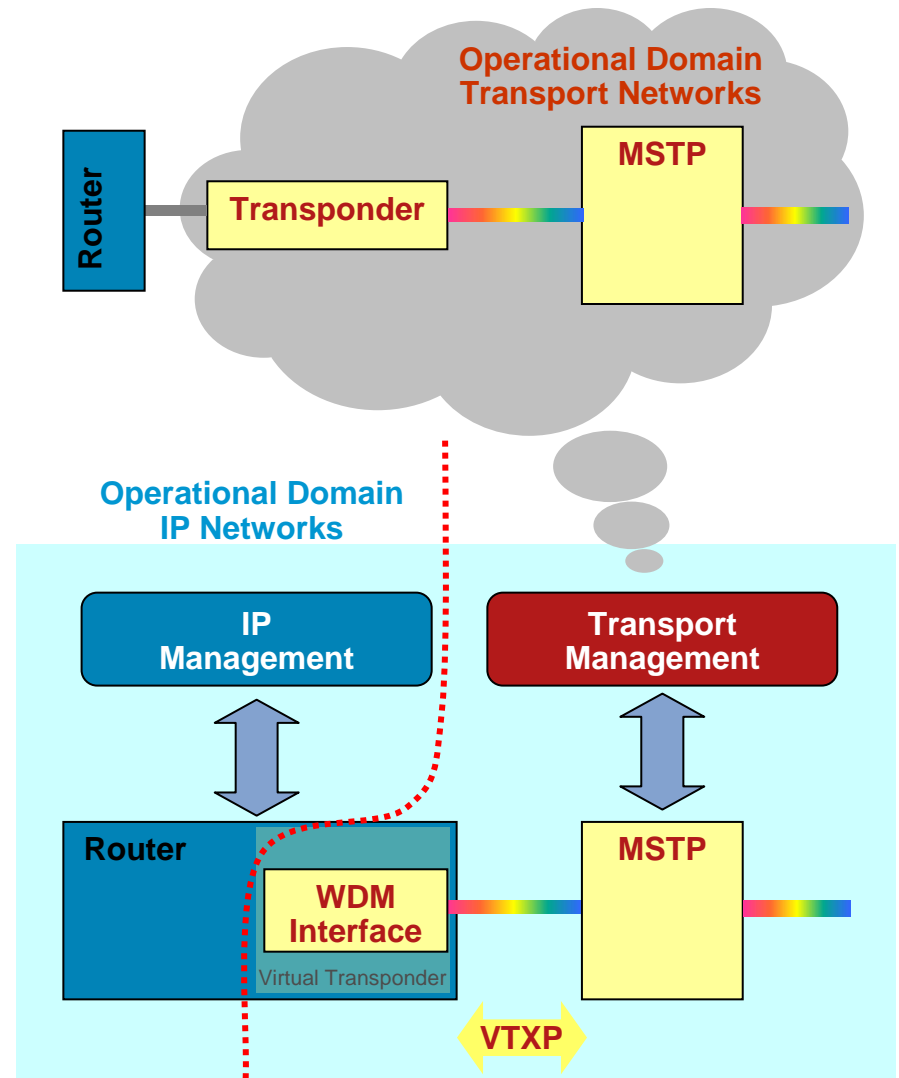 Operational Domain
Transport Networks
Router
Transponder
MSTP
Operational Domain
IP Networks
IP
Management
Transport
Management
Router
WDM
Interface
Virtual Transponder
MSTP
VTXP